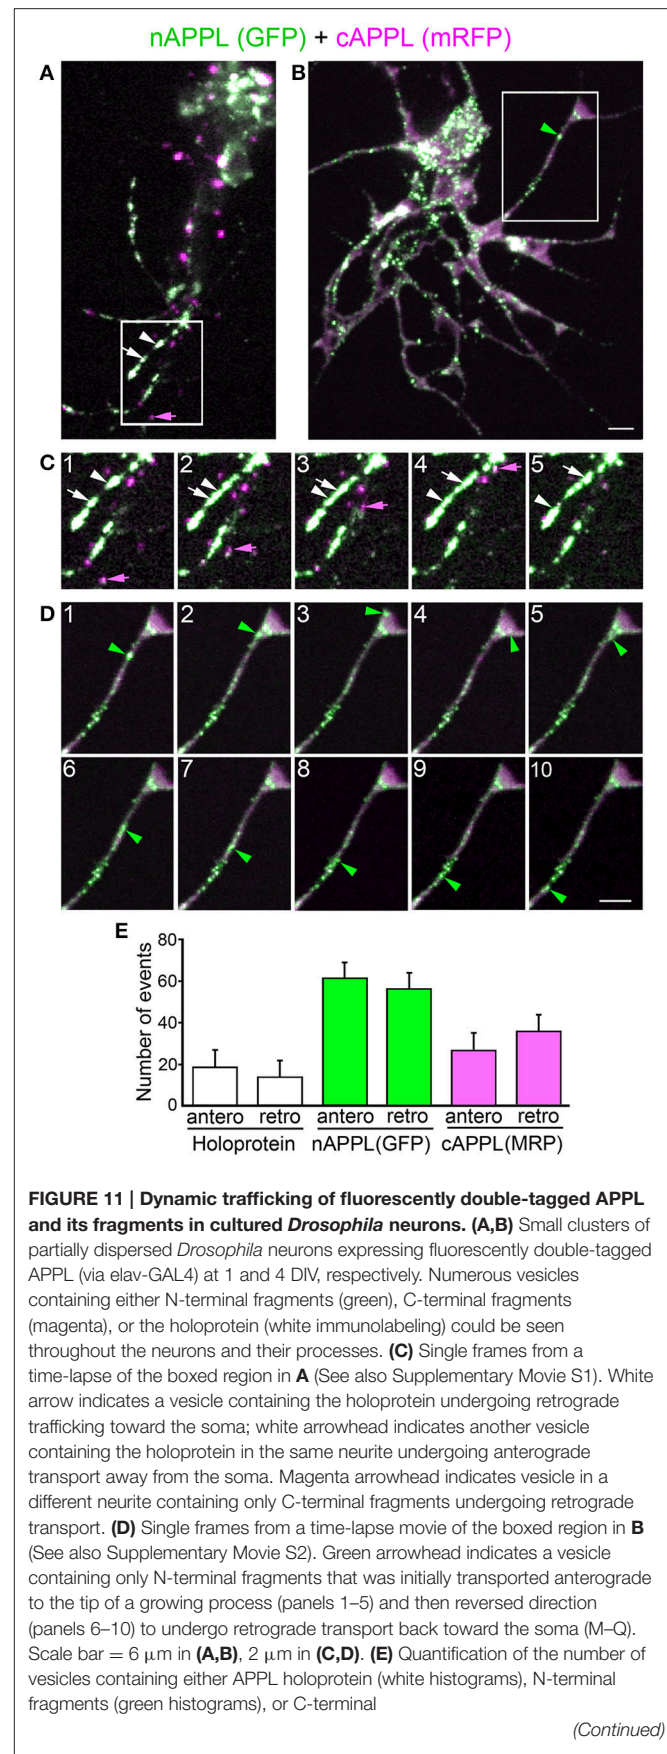 nAPPL (GFP) + cAPPL (mRFP)
A
B
C
1
2
3
4
5
D
1
2
3
4
5
6
7
8
9
10
E
Number of events
80
60
40
20
0
antero retro antero retro antero retro
Holoprotein nAPPL(GFP) cAPPL(MRP)
FIGURE 11 | Dynamic trafficking of fluorescently double-tagged APPL
and its fragments in cultured Drosophila neurons. (A,B) Small clusters of
partially dispersed Drosophila neurons expressing fluorescently double-tagged
APPL (via elav-GAL4) at 1 and 4 DIV, respectively. Numerous vesicles
containing either N-terminal fragments (green), C-terminal fragments
(magenta), or the holoprotein (white immunolabeling) could be seen
throughout the neurons and their processes. (C) Single frames from a
time-lapse of the boxed region in A (See also Supplementary Movie S1). White
arrow indicates a vesicle containing the holoprotein undergoing retrograde
trafficking toward the soma; white arrowhead indicates another vesicle
containing the holoprotein in the same neurite undergoing anterograde
transport away from the soma. Magenta arrowhead indicates vesicle in a
different neurite containing only C-terminal fragments undergoing retrograde
transport. (D) Single frames from a time-lapse movie of the boxed region in B
(See also Supplementary Movie S2). Green arrowhead indicates a vesicle
containing only N-terminal fragments that was initially transported anterograde
to the tip of a growing process (panels 1–5) and then reversed direction
(panels 6–10) to undergo retrograde transport back toward the soma (M–Q).
Scale bar = 6 μm in (A,B), 2 μm in (C,D). (E) Quantification of the number of
vesicles containing either APPL holoprotein (white histograms), N-terminal
fragments (green histograms), or C-terminal
(Continued)